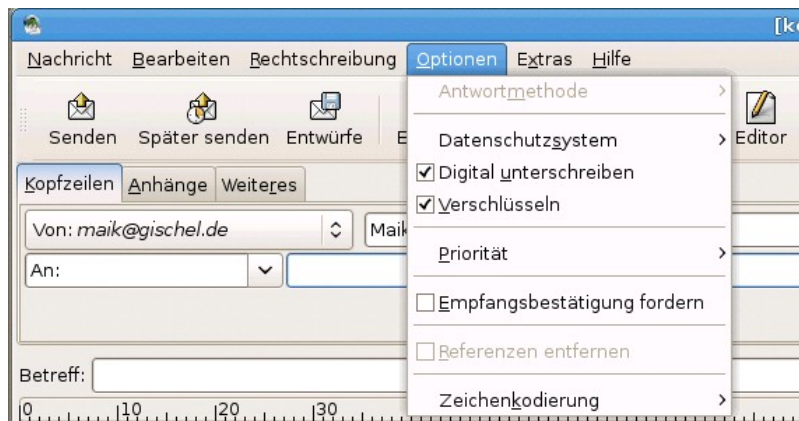 [k
Nachricht Bearbeiten Rechtschreibung Optionen Extras Hilfe
Senden Später senden Entwürfe E Editor
Antwortmethode
Datenschutzsystem
Digital unterschreiben
Verschlüsseln
Priorität
Empfangsbestätigung fordern
Referenzen entfernen
Zeichenkodierung
Kopfzeilen Anhänge Weiteres
Von: maik@gischel.de Maik
An:
Betreff:
0 10 20 30